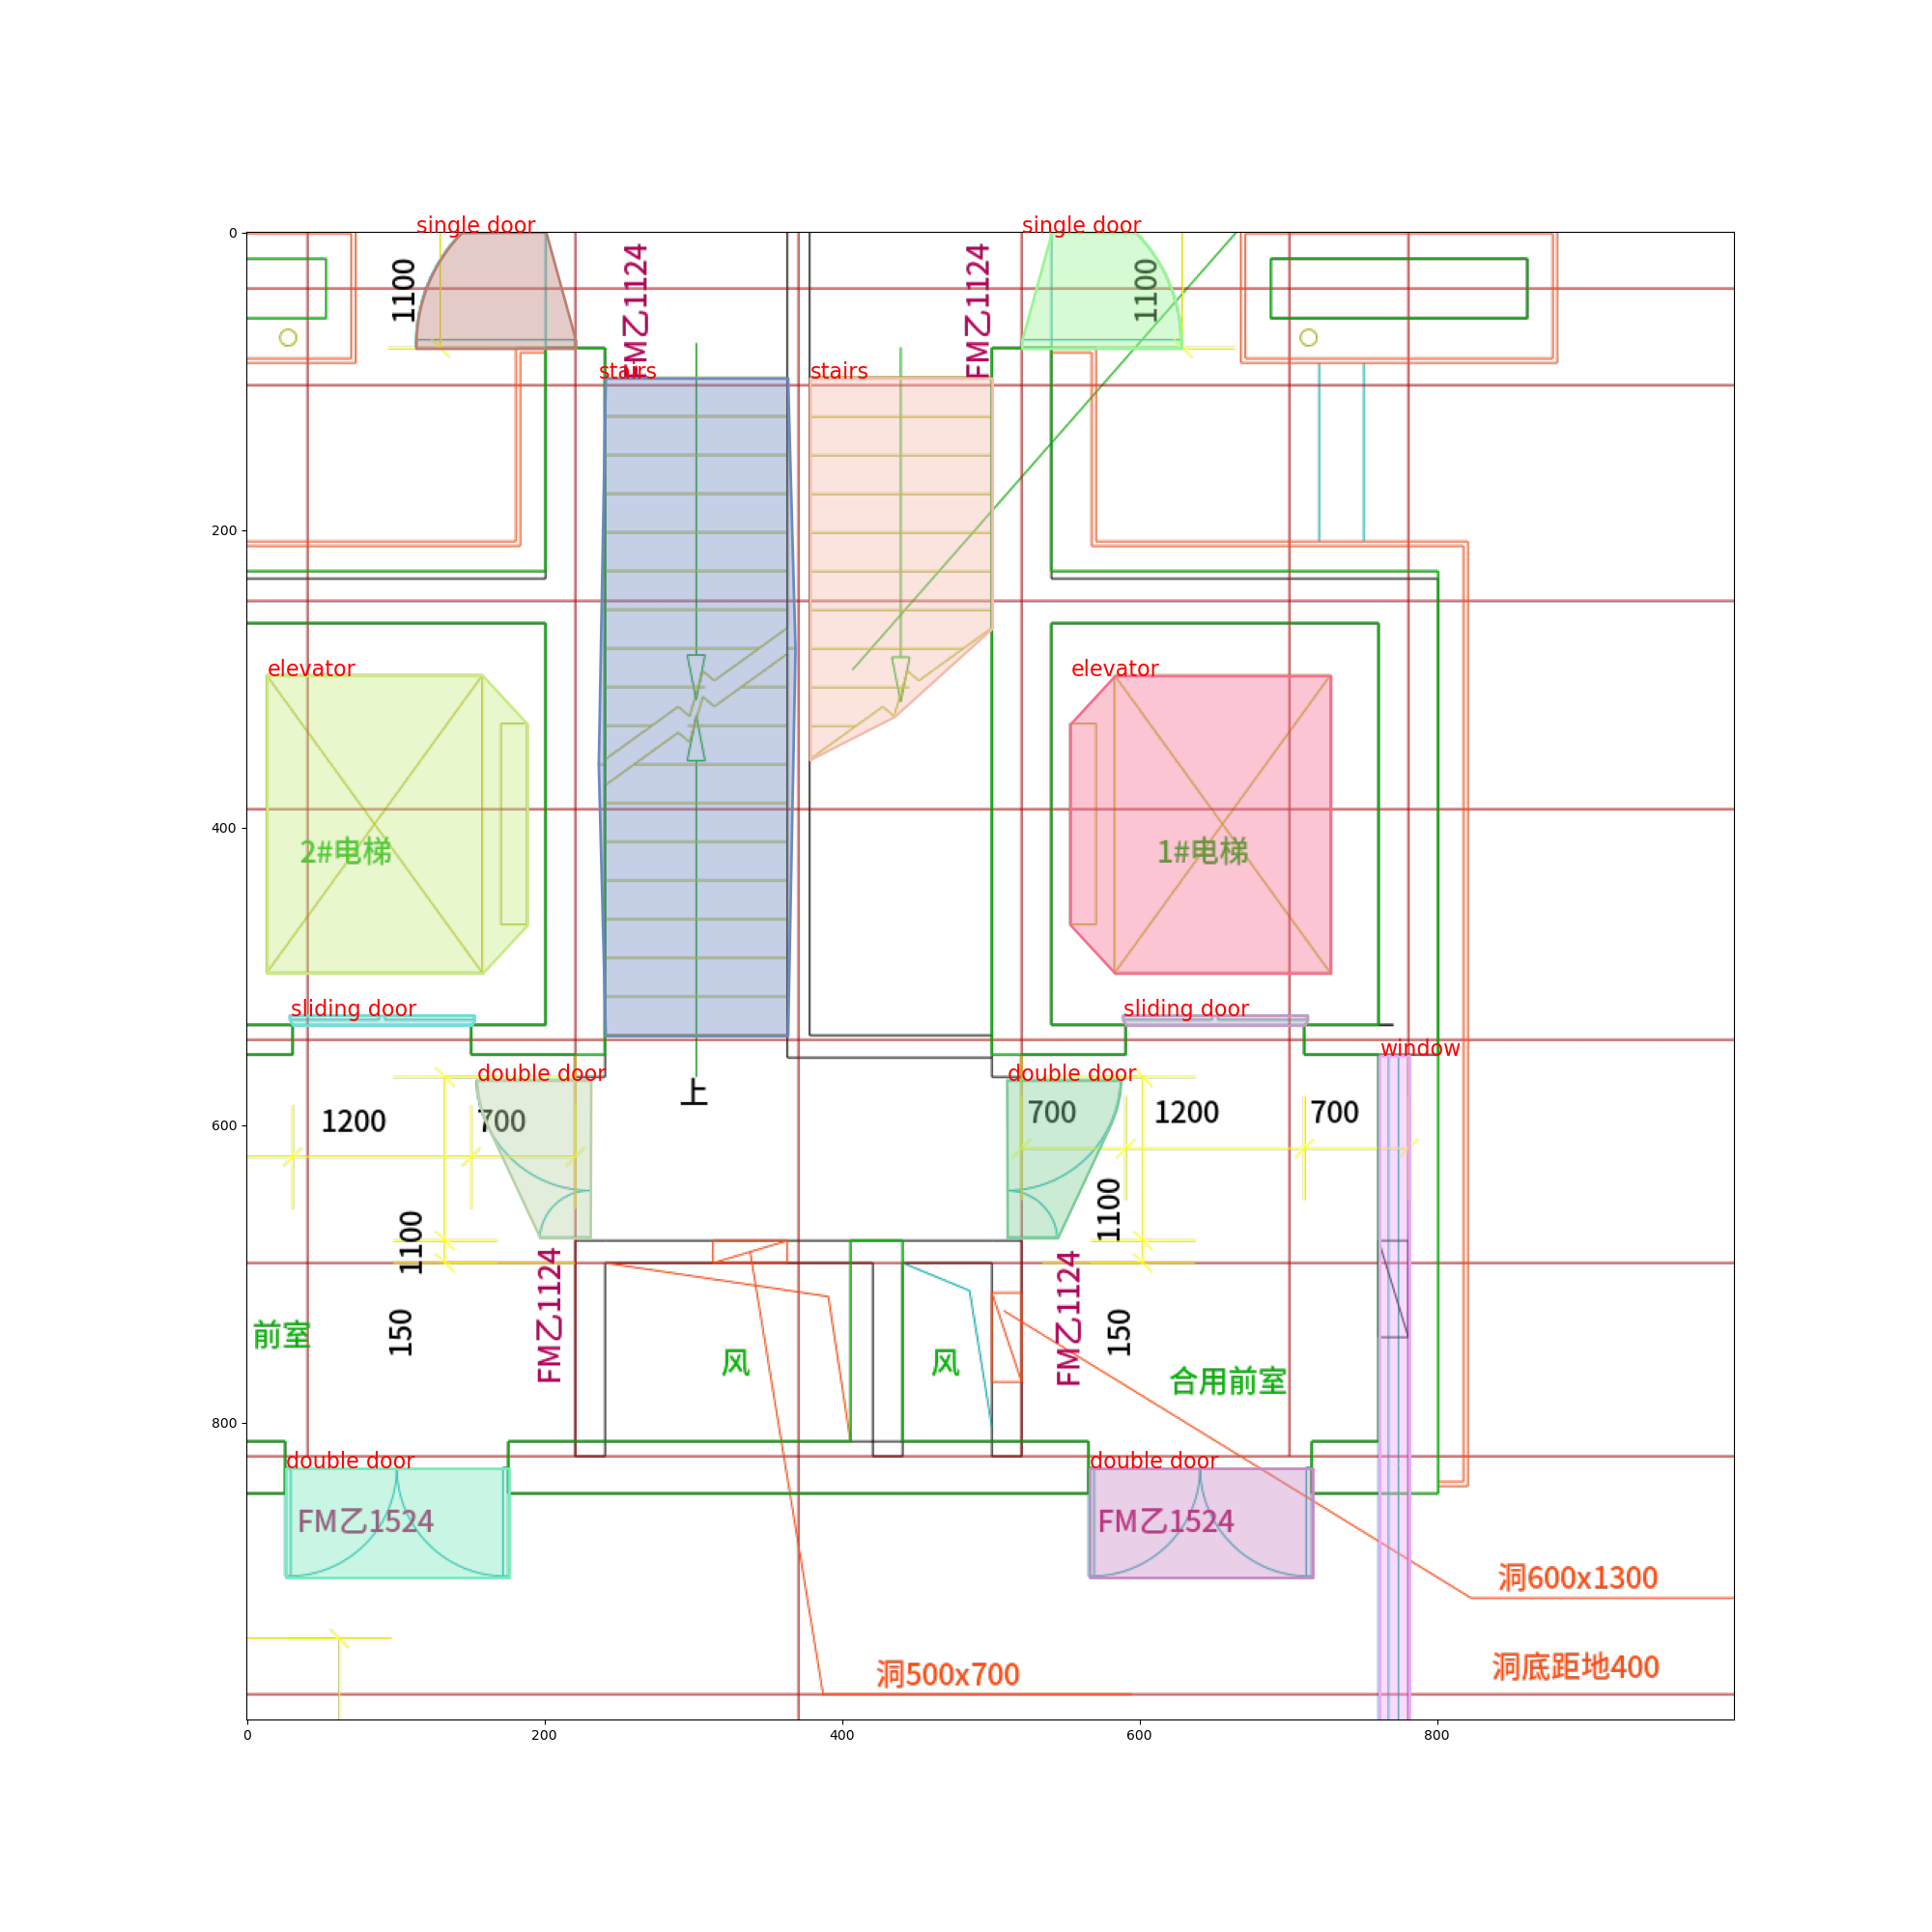 single door
single door
0
1100
FM乙1124
FM乙1124
1100
stairs
stairs
200
elevator
elevator
400
2#电梯
1#电梯
sliding door
sliding door
window
double door
double door
上
600
1200
700
700
1200
700
1100
1100
FM乙1124
FM乙1124
前室
150
150
风
风
合用前室
800
double door
double door
FM乙1524
FM乙1524
洞600x1300
洞500x700
洞底距地400
0
200
400
600
800